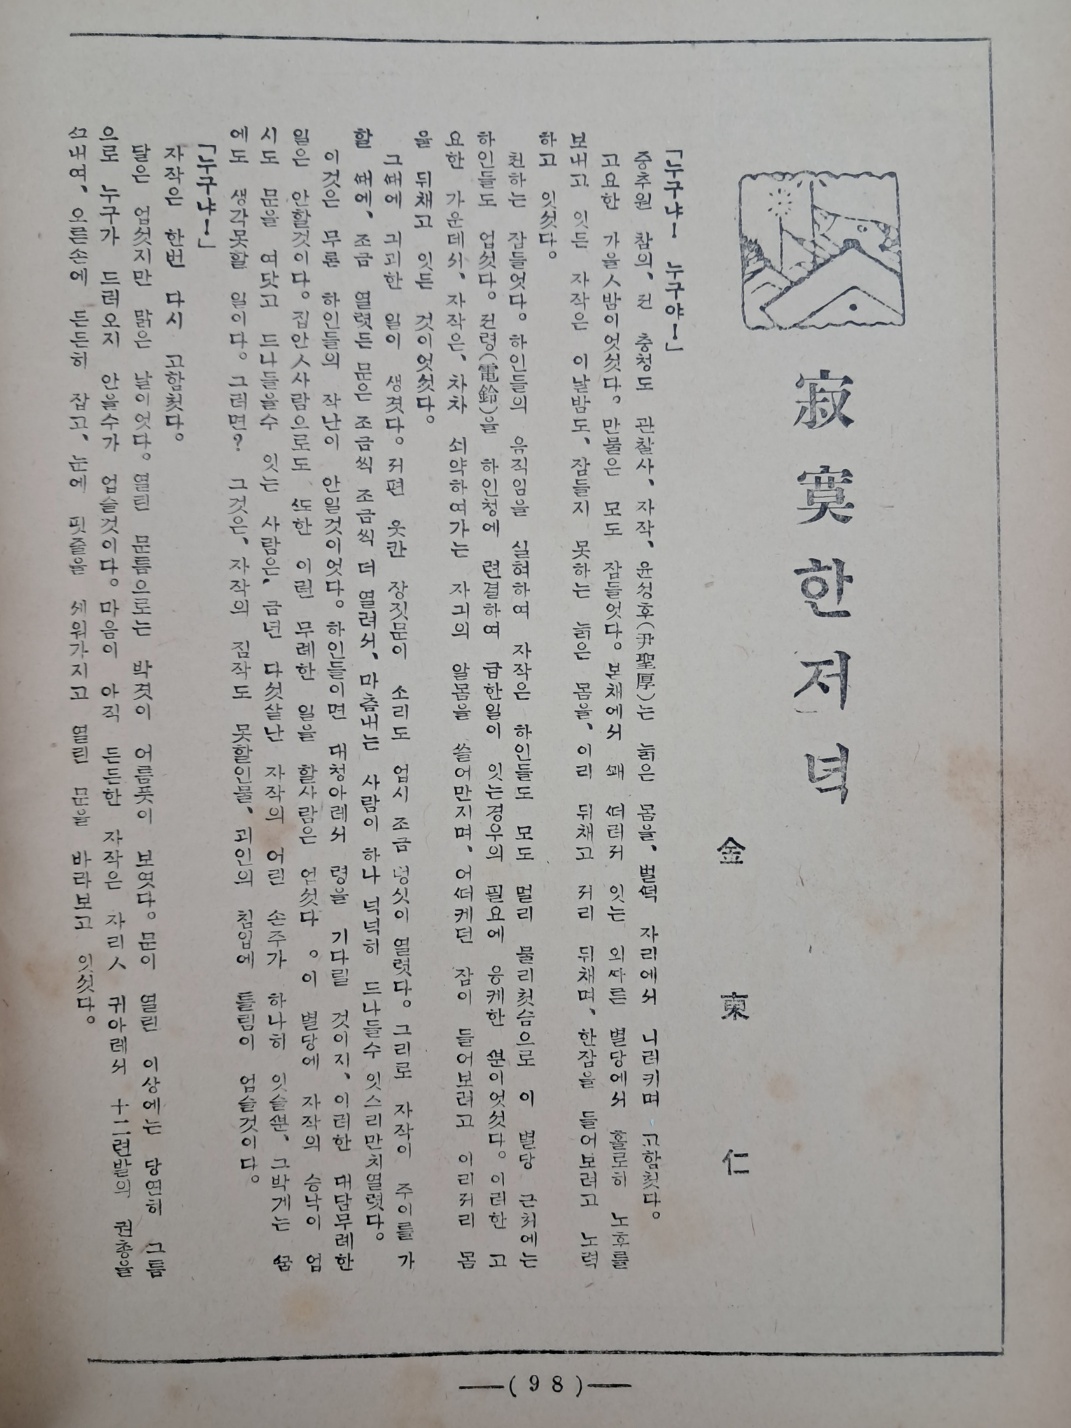 寂寞한 저녁
金東仁
「누구냐! 누구야!」
중추원 참의、전 충청도 관찰사、자작、윤성후(尹聖厚)는 늙은 몸을、벌떡 자리에서 니러키며 고함첫다。
고요한 가을ㅅ밤이엇섯다。만물은 모도 잠들엇다。본채에서 꽤 떠러저 잇는 외따른 별당에서 홀로히 노후를
보내고 잇든 자작은 이날밤도、잠들지 못하는 늙은 몸을、이리 뒤채고 저리 뒤채며、한잠을 들어보려고 노력
하고 잇섯다。
천하는 잠들엇다。하인들의 음직임을 실혀하여 자작은 하인들도 모도 멀리 물리첫슴으로 이 별당 근처에는
하인들도 업섯다。전령(電鈴)을 하인청에 련결하여 급한일이 잇는경우의 필요에 응케한 뿐이엇섯다。이러한 고
요한 가운데서、자작은、차차 쇠약하여가는 자긔의 알몸을 쓸어만지며、어떠케던 잠이 들어보려고 이리저리 몸
을 뒤채고 잇든 것이엇섯다。
그때에 긔괴한 일이 생겻다。저편 웃칸 장짓문이 소리도 업시 조금 덩싯이 열럿다。그리로 자작이 주의를 가
할 때에、조금 열렷든 문은 조금씩 조금씩 더 열려서、마츰내는 사람이 하나 넉넉히 드나들수 잇스리만치열렷다。
이것은 무론 하인들의 작난이 안일것이엇다。하인들이면 대청아레서 령을 기다릴 것이지、이러한 대담무례한
일은 안할것이다。집안ㅅ사람으로도 또한 이런 무례한 일을 할사람은 업섯다。이 별당에 자작의 승낙이 업
시도 문을 여닷고 드나들을수 잇는 사람은、금년 다섯살난 자작의 어린 손주가 하나히 잇슬뿐、그박게는 꿈
에도 생각못할 일이다。그러면? 그것은、자작의 짐작도 못할인물、괴인의 침입에 틀림이 업슬것이다。
「누구냐!」
자작은 한번 다시 고함첫다。
달은 업섯지만 맑은 날이엇다。열린 문틈으로는 박겻이 어릅풋이 보엿다。문이 열린 이상에는 당연히 그틈
으로 누구가 드러오지 안을수가 업슬것이다。마음이 아직 든든한 자작은 자리ㅅ 귀아레서 十二련발의 권총을
끄내여、오른손에 든든히 잡고、눈에 핏줄을 세워가지고 열린 문을 바라보고 잇섯다。
—(98)—